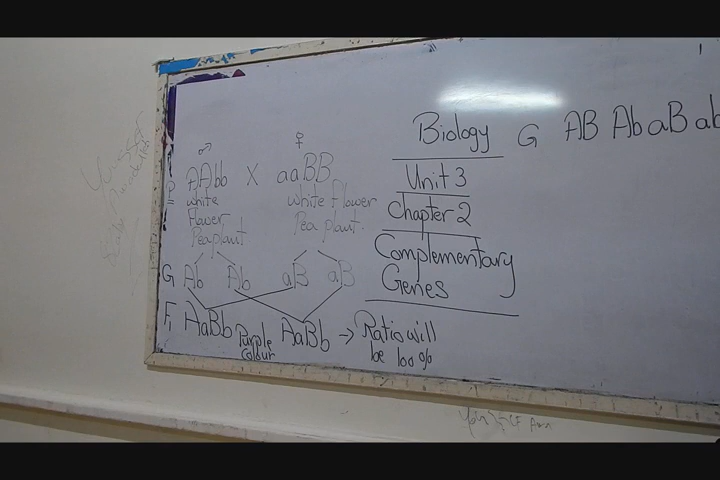 Biology G AB Ab aB ab
Unit 3
Chapter 2
Complementary
Genes
♂ ♀
P AAbb X aaBB
white white flower
Flower, Pea plant.
Pea plant
G Ab Ab aB aB
F1 AaBb Purple Colour AaBb → Ratio will
be 100%